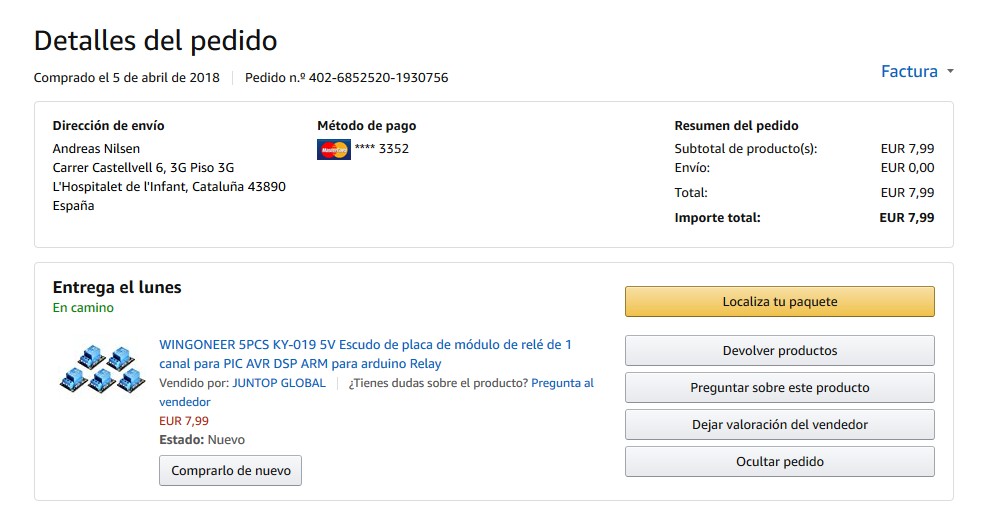 Detalles del pedido
Comprado el 5 de abril de 2018 Pedido n.º 402-6852520-1930756
Factura
Dirección de envío
Andreas Nilsen
Carrer Castellvell 6, 3G Piso 3G
L'Hospitalet de l'Infant, Cataluña 43890
España
Método de pago
MasterCard **** 3352
Resumen del pedido
Subtotal de producto(s): EUR 7,99
Envío: EUR 0,00
Total: EUR 7,99
Importe total: EUR 7,99
Entrega el lunes
En camino
WINGONEER 5PCS KY-019 5V Escudo de placa de módulo de relé de 1
canal para PIC AVR DSP ARM para arduino Relay
Vendido por: JUNTOP GLOBAL ¿Tienes dudas sobre el producto? Pregunta al
vendedor
EUR 7,99
Estado: Nuevo
Comprarlo de nuevo
Localiza tu paquete
Devolver productos
Preguntar sobre este producto
Dejar valoración del vendedor
Ocultar pedido